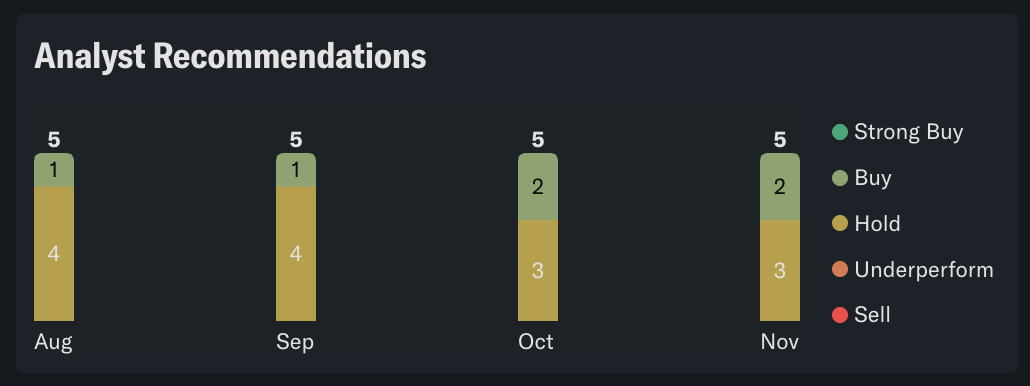 Analyst Recommendations
5 5 5 5
1 1 2 2
4 4 3 3
Aug Sep Oct Nov
Strong Buy
Buy
Hold
Underperform
Sell